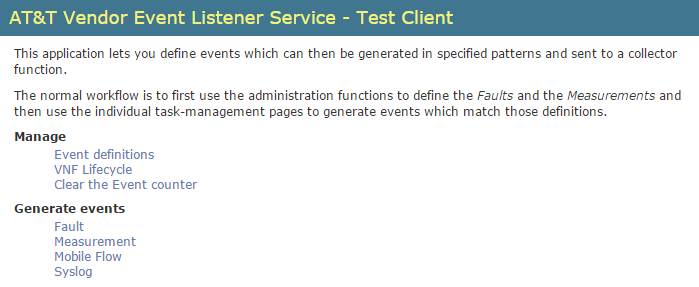 AT&T Vendor Event Listener Service - Test Client
This application lets you define events which can then be generated in specified patterns and sent to a collector
function.
The normal workflow is to first use the administration functions to define the Faults and the Measurements and
then use the individual task-management pages to generate events which match those definitions.
Manage
Event definitions
VNF Lifecycle
Clear the Event counter
Generate events
Fault
Measurement
Mobile Flow
Syslog